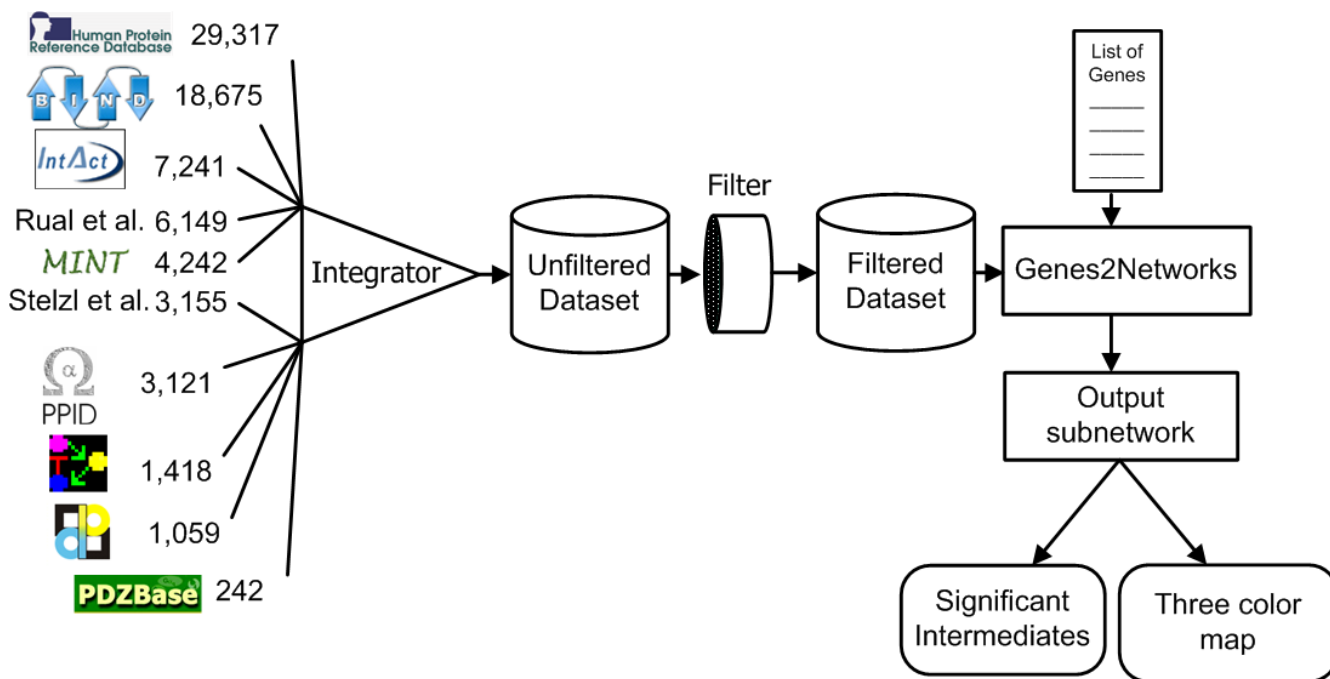 Human Protein
Reference Database
29,317
B I N D
18,675
IntAct
7,241
Rual et al. 6,149
MINT 4,242
Stelzl et al. 3,155
α
Ω
PPID
3,121
T
1,418
1,059
PDZBase 242
Integrator
Unfiltered
Dataset
Filter
Filtered
Dataset
List of
Genes
Genes2Networks
Output
subnetwork
Significant
Intermediates
Three color
map